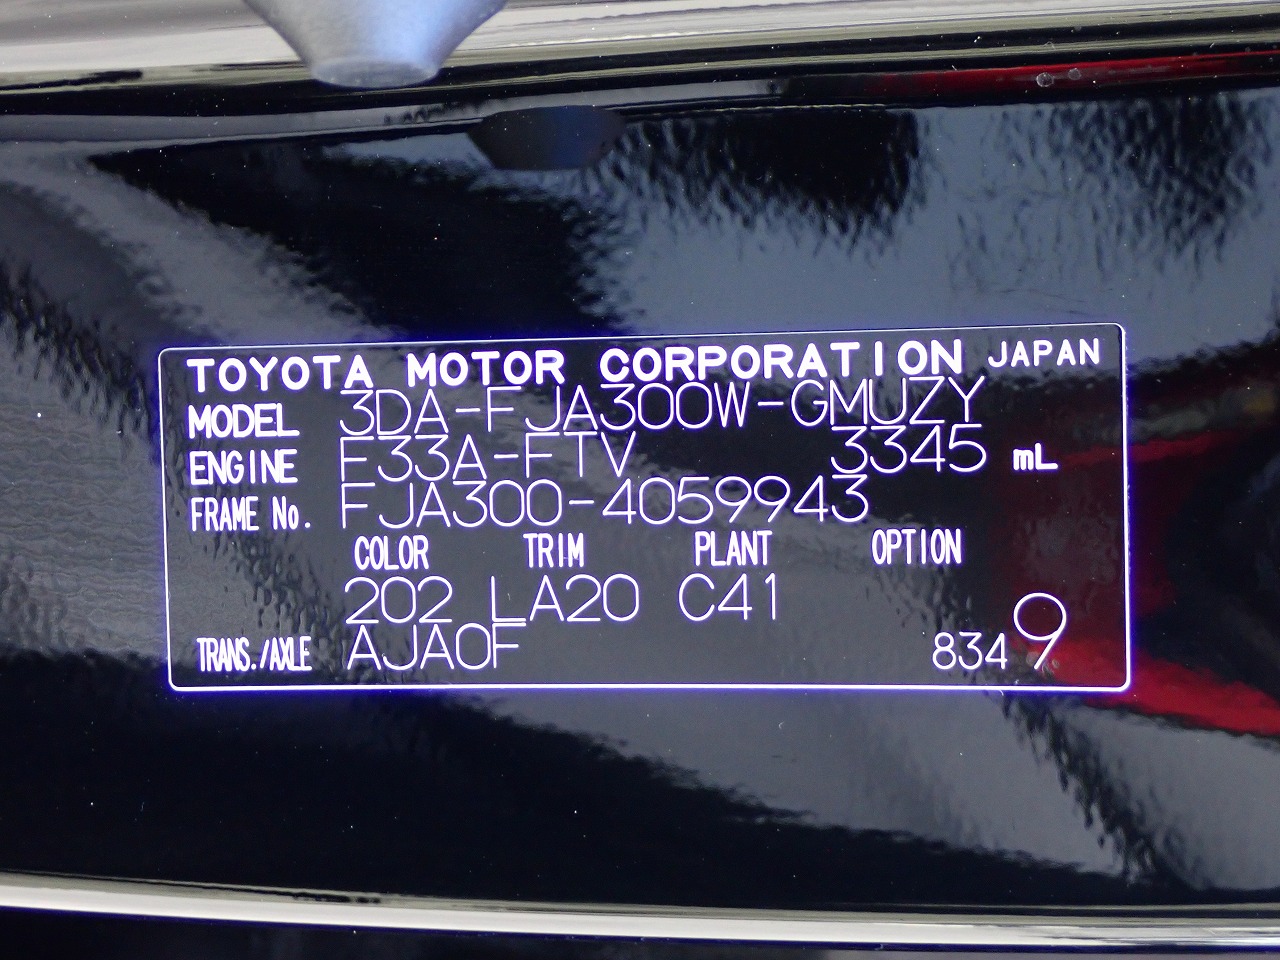 TOYOTA MOTOR CORPORATION JAPAN
MODEL 3DA-FJA300W-GMUZY
ENGINE F33A-FTV 3345 mL
FRAME No. FJA300-4059943
COLOR TRIM PLANT OPTION
202 LA20 C41
TRANS./AXLE AJA0F 8349